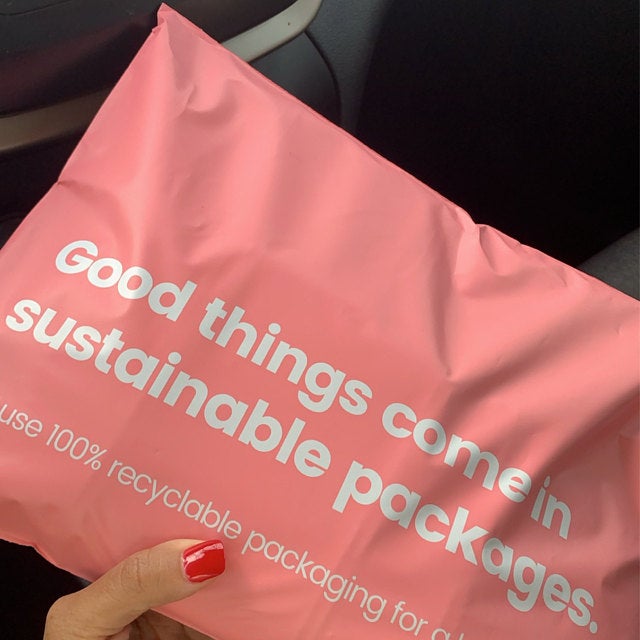 Good things come in
sustainable packages.
use 100% recyclable packaging for